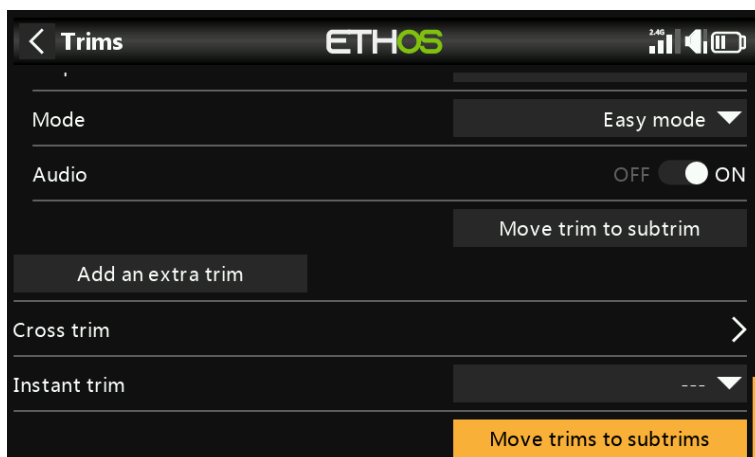 Trims ETHOS 2.4G
Mode Easy mode
Audio OFF ON
Move trim to subtrim
Add an extra trim
Cross trim
Instant trim ---
Move trims to subtrims